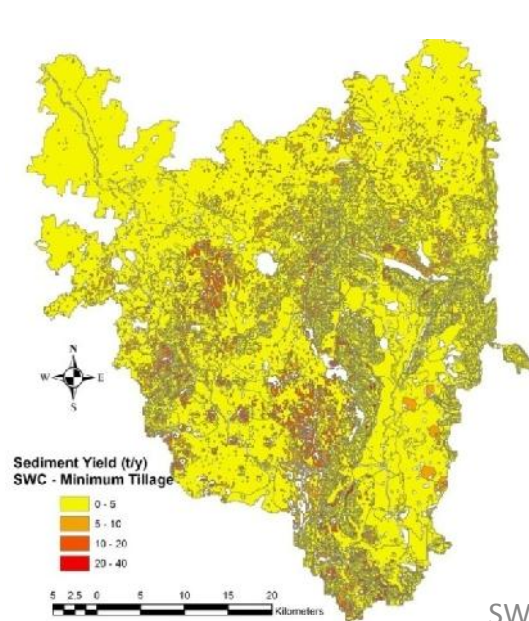 N
W E
S
Sediment Yield (t/y)
SWC - Minimum Tillage
0 - 5
5 - 10
10 - 20
20 - 40
5 2.5 0 5 10 15 20
Kilometers
SW